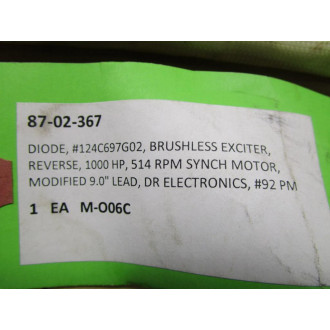 87-02-367
DIODE, #124C697G02, BRUSHLESS EXCITER,
REVERSE, 1000 HP, 514 RPM SYNCH MOTOR,
MODIFIED 9.0" LEAD, DR ELECTRONICS, #92 PM
1 EA M-O06C